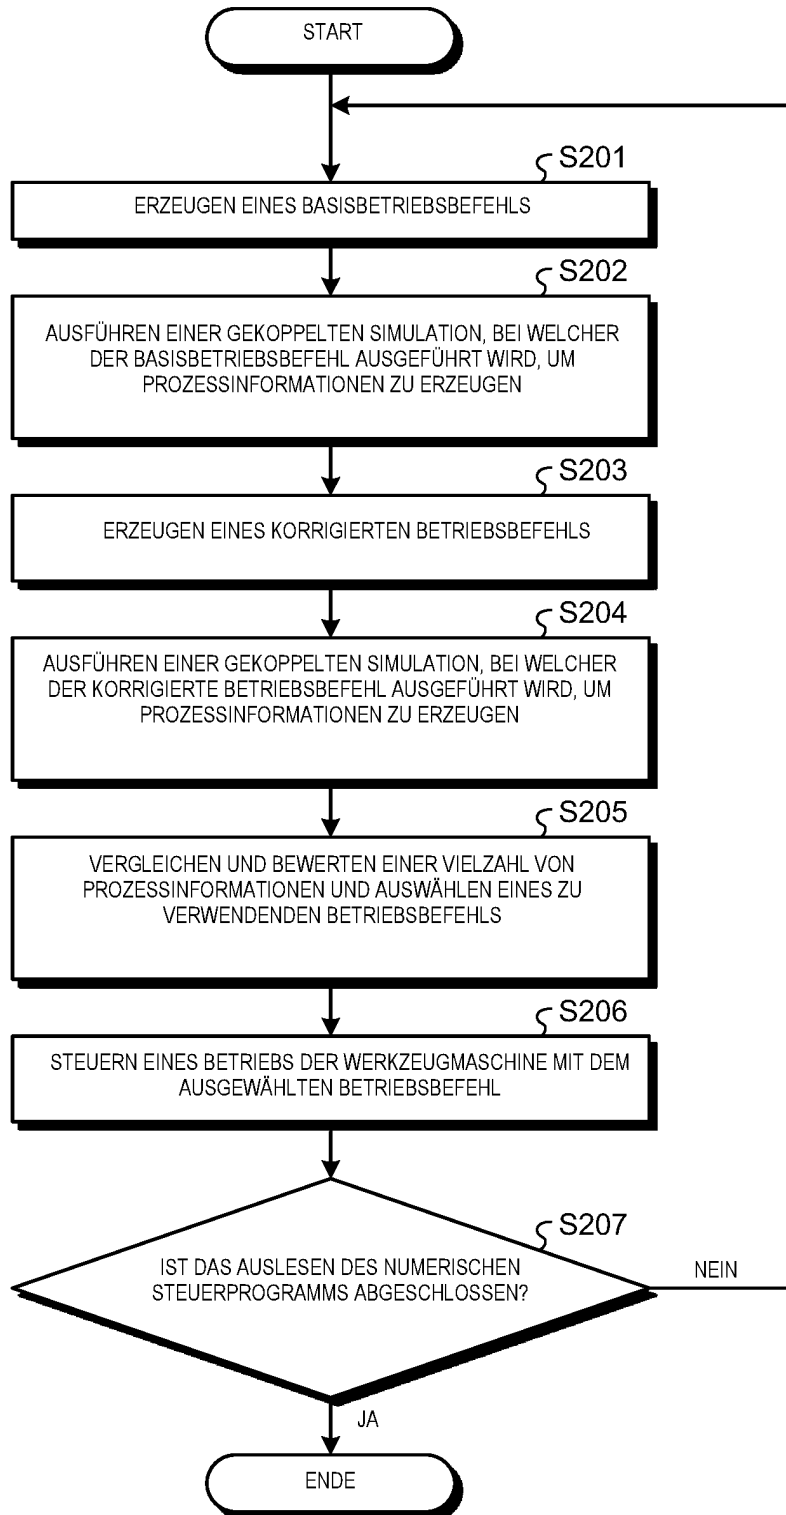 START
S201
ERZEUGEN EINES BASISBETRIEBSBEFEHLS
S202
AUSFÜHREN EINER GEKOPPELTEN SIMULATION, BEI WELCHER
DER BASISBETRIEBSBEFEHL AUSGEFÜHRT WIRD, UM
PROZESSINFORMATIONEN ZU ERZEUGEN
S203
ERZEUGEN EINES KORRIGIERTEN BETRIEBSBEFEHLS
S204
AUSFÜHREN EINER GEKOPPELTEN SIMULATION, BEI WELCHER
DER KORRIGIERTE BETRIEBSBEFEHL AUSGEFÜHRT WIRD, UM
PROZESSINFORMATIONEN ZU ERZEUGEN
S205
VERGLEICHEN UND BEWERTEN EINER VIELZAHL VON
PROZESSINFORMATIONEN UND AUSWÄHLEN EINES ZU
VERWENDENDEN BETRIEBSBEFEHLS
S206
STEUERN EINES BETRIEBS DER WERKZEUGMASCHINE MIT DEM
AUSGEWÄHLTEN BETRIEBSBEFEHL
S207
IST DAS AUSLESEN DES NUMERISCHEN
STEUERPROGRAMMS ABGESCHLOSSEN?
NEIN
JA
ENDE